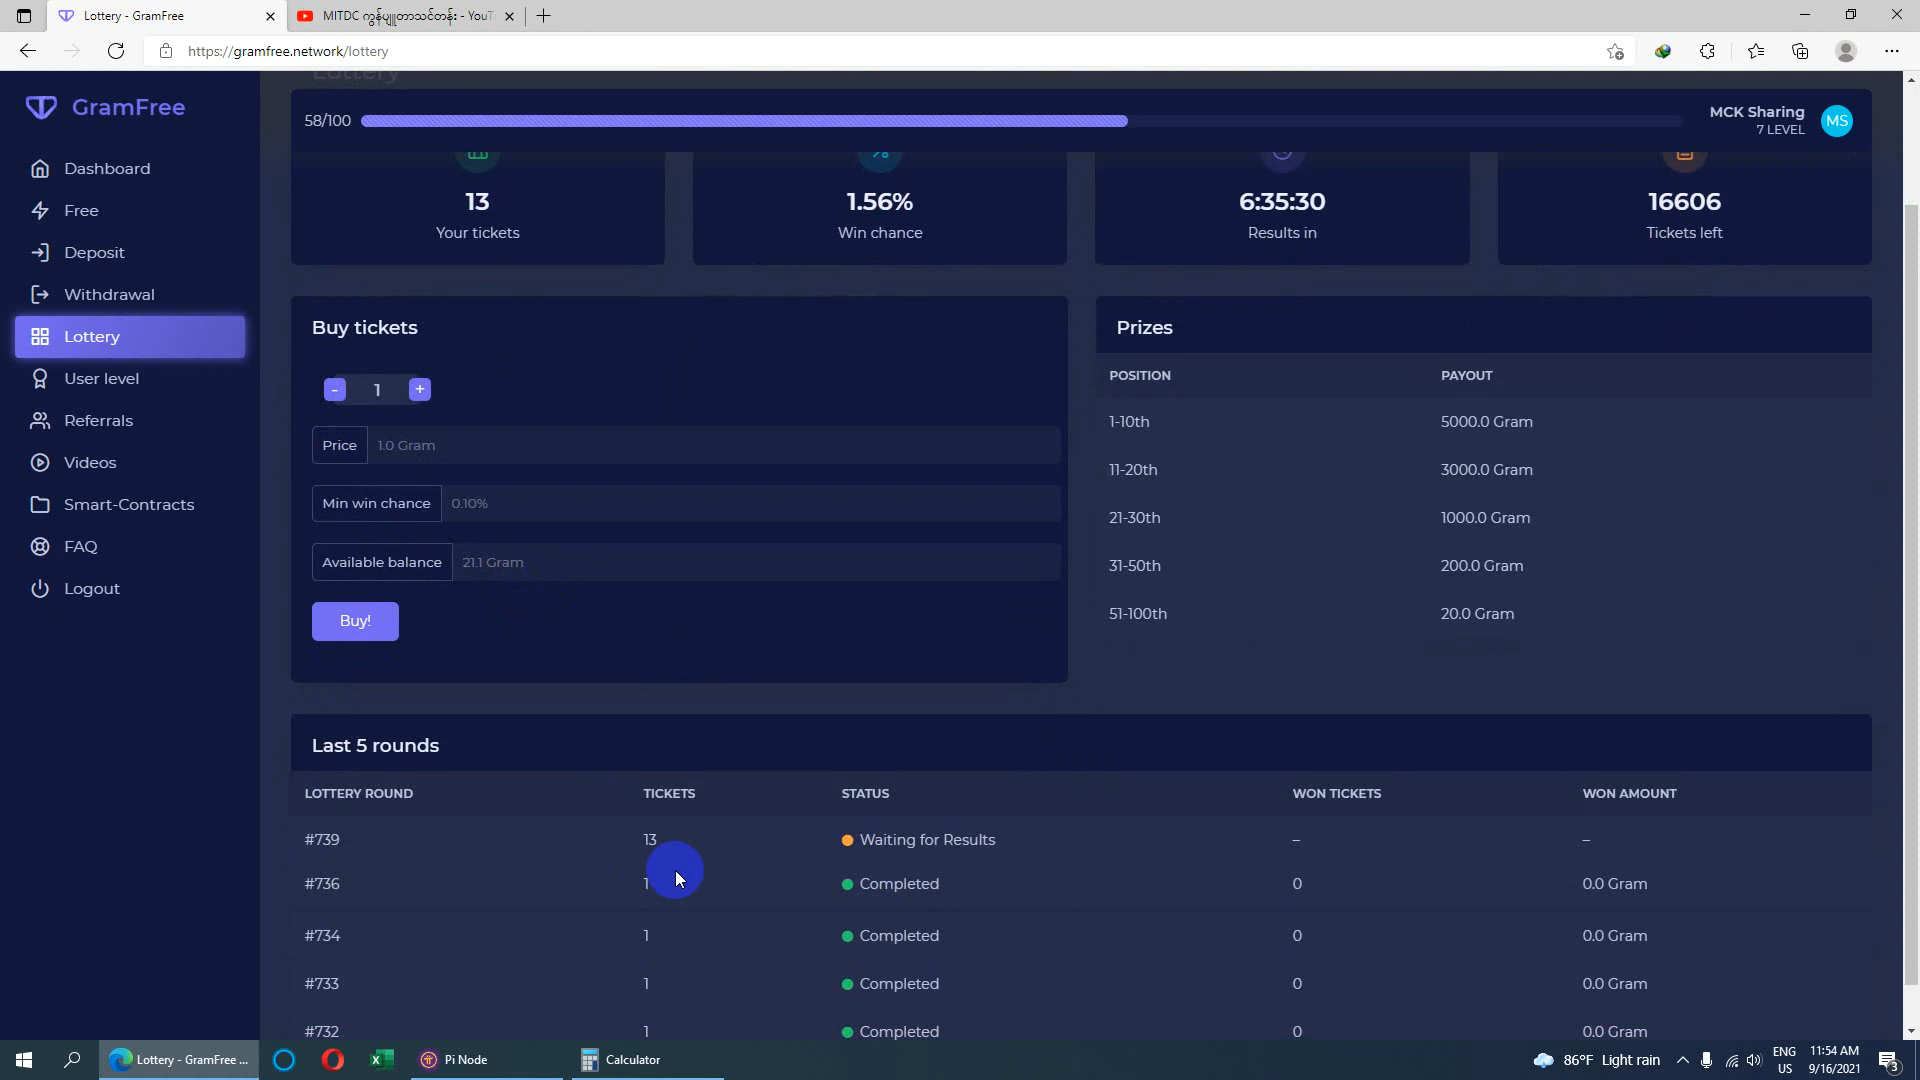 Lottery - GramFree
MITDC ကွန်ပျူတာသင်တန်း - YouT
https://gramfree.network/lottery
GramFree
Dashboard
Free
Deposit
Withdrawal
Lottery
User level
Referrals
Videos
Smart-Contracts
FAQ
Logout
Lottery
58/100
MCK Sharing
7 LEVEL
MS
13
Your tickets
1.56%
Win chance
6:35:30
Results in
16606
Tickets left
Buy tickets
- 1 +
Price 1.0 Gram
Min win chance 0.10%
Available balance 21.1 Gram
Buy!
Prizes
POSITION PAYOUT
1-10th 5000.0 Gram
11-20th 3000.0 Gram
21-30th 1000.0 Gram
31-50th 200.0 Gram
51-100th 20.0 Gram
Last 5 rounds
LOTTERY ROUND TICKETS STATUS WON TICKETS WON AMOUNT
#739 13 Waiting for Results – –
#736 1 Completed 0 0.0 Gram
#734 1 Completed 0 0.0 Gram
#733 1 Completed 0 0.0 Gram
#732 1 Completed 0 0.0 Gram
Lottery - GramFree ...
Pi Node
Calculator
86°F Light rain
ENG
US
11:54 AM
9/16/2021
3